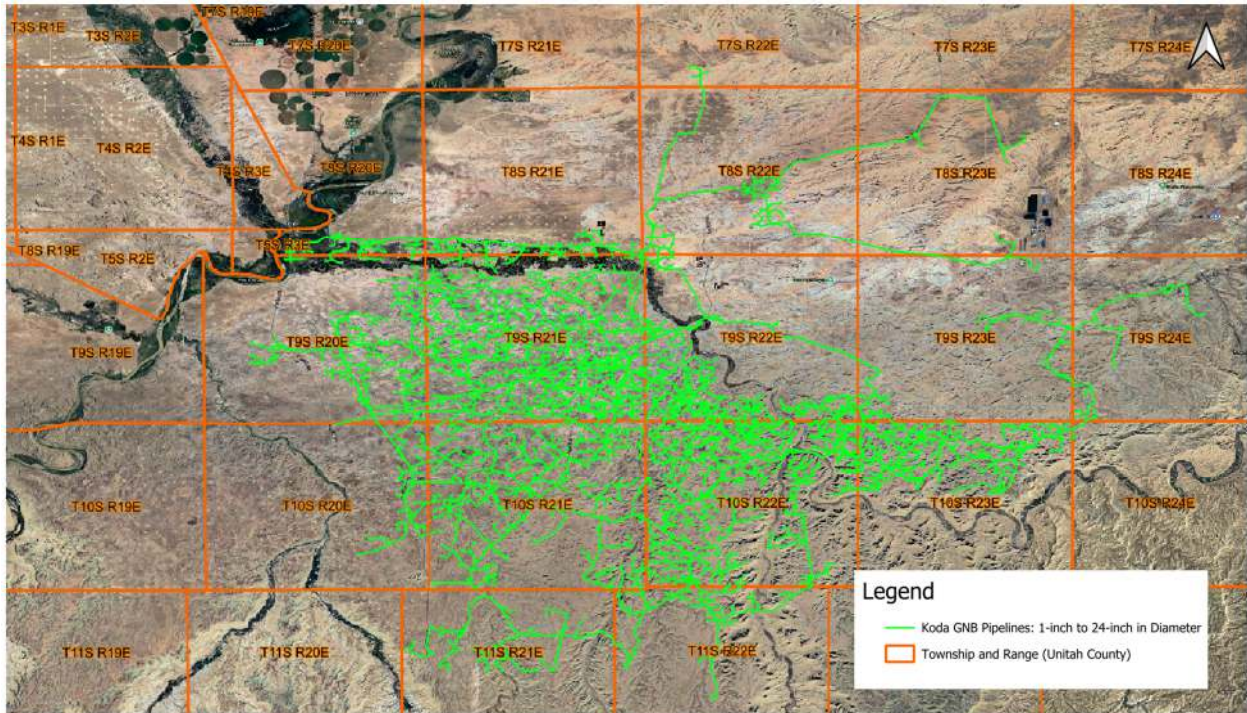 T3S R1E
T3S R2E
T7S R20E
T7S R21E
T7S R22E
T7S R23E
T7S R24E
T4S R1E
T4S R2E
T8S R21E
T8S R22E
T8S R23E
T8S R24E
T8S R19E
T5S R2E
T5S R3E
T9S R19E
T9S R20E
T9S R21E
T9S R22E
T9S R23E
T9S R24E
T10S R19E
T10S R20E
T10S R21E
T10S R22E
T10S R23E
T10S R24E
T11S R19E
T11S R20E
T11S R21E
T11S R22E
Legend
Koda GNB Pipelines: 1-inch to 24-inch in Diameter
Township and Range (Unitah County)